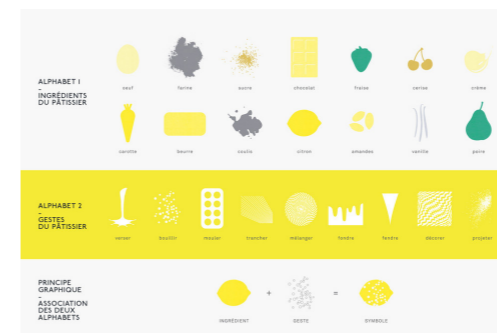 ALPHABET 1
-
INGRÉDIENTS
DU PÂTISSIER
oeuf farine sucre chocolat fraise cerise crème
carotte beurre coulis citron amandes vanille poire
ALPHABET 2
-
GESTES
DU PÂTISSIER
verser bouillir mouler trancher mélanger fondre fendre décorer projeter
PRINCIPE
GRAPHIQUE
-
ASSOCIATION
DES DEUX
ALPHABETS
+ =
INGRÉDIENT GESTE SYMBOLE